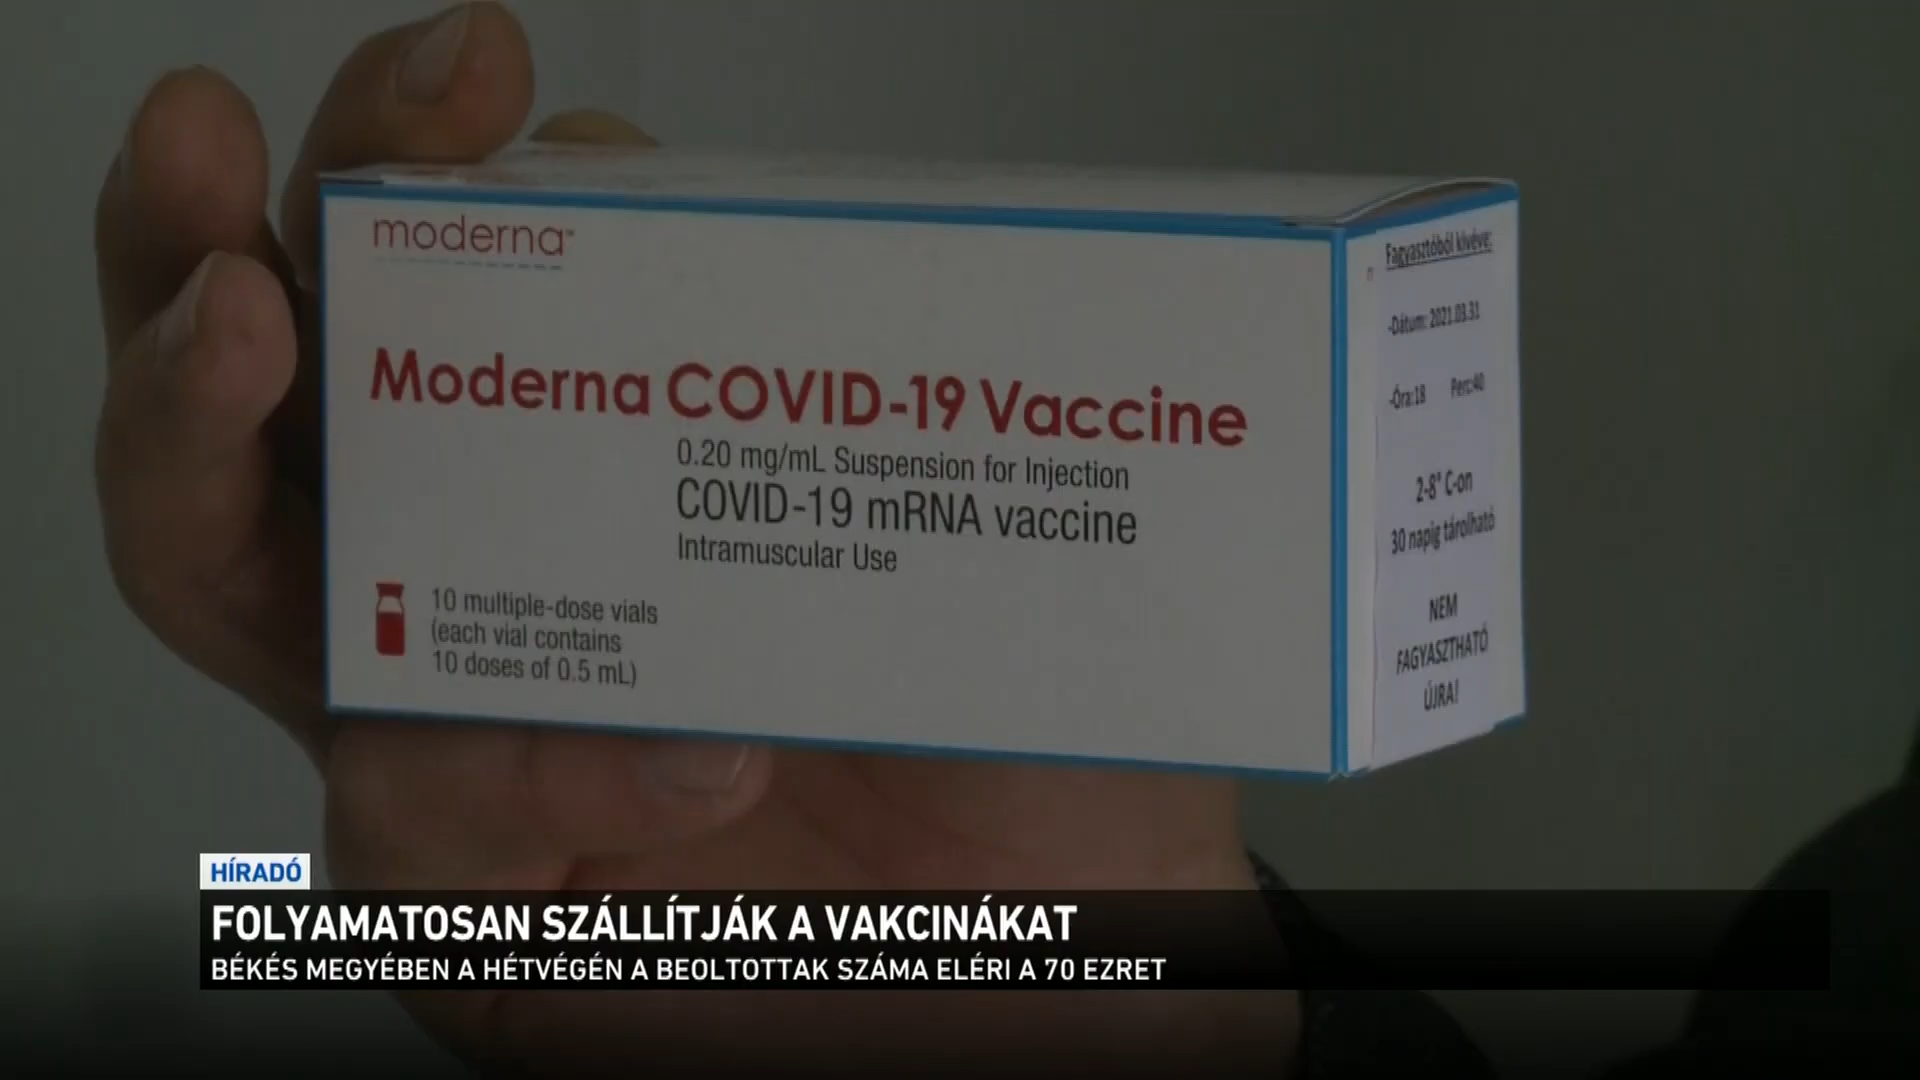 moderna™
Moderna COVID-19 Vaccine
0.20 mg/mL Suspension for Injection
COVID-19 mRNA vaccine
Intramuscular Use
10 multiple-dose vials
(each vial contains
10 doses of 0.5 mL)
Fagyasztóból kivéve:
-Dátum: 2021.03.31
-Óra:18 Perc:40
2-8° C-on
30 napig tárolható
NEM
FAGYASZTHATÓ
ÚJRA!
HÍRADÓ
FOLYAMATOSAN SZÁLLÍTJÁK A VAKCINÁKAT
BÉKÉS MEGYÉBEN A HÉTVÉGÉN A BEOLTOTTAK SZÁMA ELÉRI A 70 EZRET